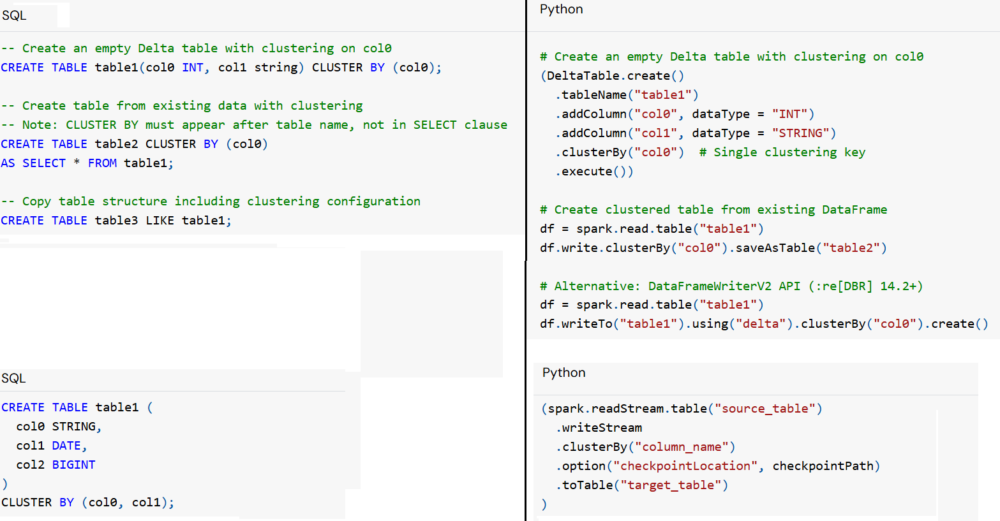 SQL
-- Create an empty Delta table with clustering on col0
CREATE TABLE table1(col0 INT, col1 string) CLUSTER BY (col0);
-- Create table from existing data with clustering
-- Note: CLUSTER BY must appear after table name, not in SELECT clause
CREATE TABLE table2 CLUSTER BY (col0)
AS SELECT * FROM table1;
-- Copy table structure including clustering configuration
CREATE TABLE table3 LIKE table1;
SQL
CREATE TABLE table1 (
  col0 STRING,
  col1 DATE,
  col2 BIGINT
)
CLUSTER BY (col0, col1);
Python
# Create an empty Delta table with clustering on col0
(DeltaTable.create()
  .tableName("table1")
  .addColumn("col0", dataType = "INT")
  .addColumn("col1", dataType = "STRING")
  .clusterBy("col0")  # Single clustering key
  .execute())
# Create clustered table from existing DataFrame
df = spark.read.table("table1")
df.write.clusterBy("col0").saveAsTable("table2")
# Alternative: DataFrameWriterV2 API (:re[DBR] 14.2+)
df = spark.read.table("table1")
df.writeTo("table1").using("delta").clusterBy("col0").create()
Python
(spark.readStream.table("source_table")
  .writeStream
  .clusterBy("column_name")
  .option("checkpointLocation", checkpointPath)
  .toTable("target_table")
)